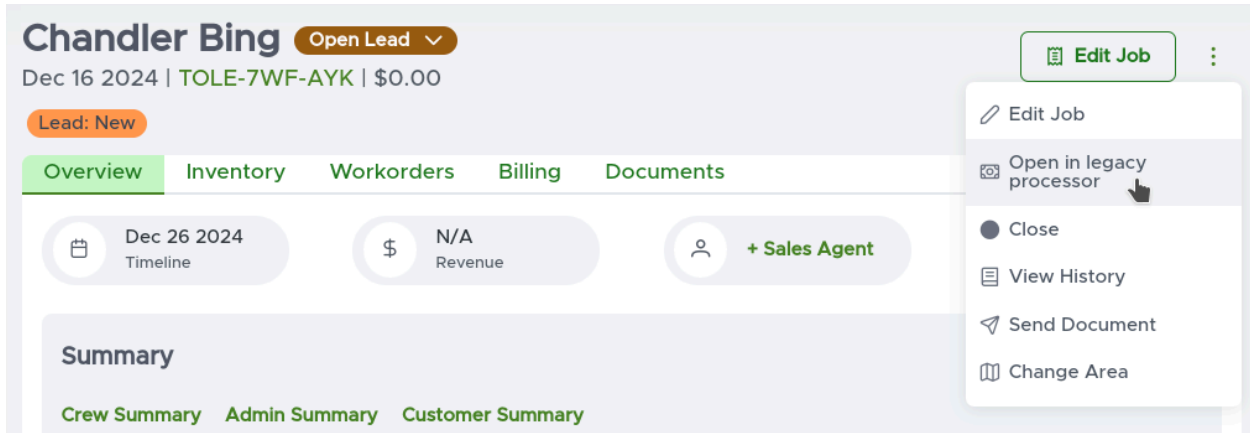 Chandler Bing Open Lead
Edit Job
Dec 16 2024 | TOLE-7WF-AYK | $0.00
Lead: New
Edit Job
Open in legacy
processor
Close
View History
Send Document
Change Area
Overview Inventory Workorders Billing Documents
Dec 26 2024
Timeline
$
N/A
Revenue
+ Sales Agent
Summary
Crew Summary Admin Summary Customer Summary